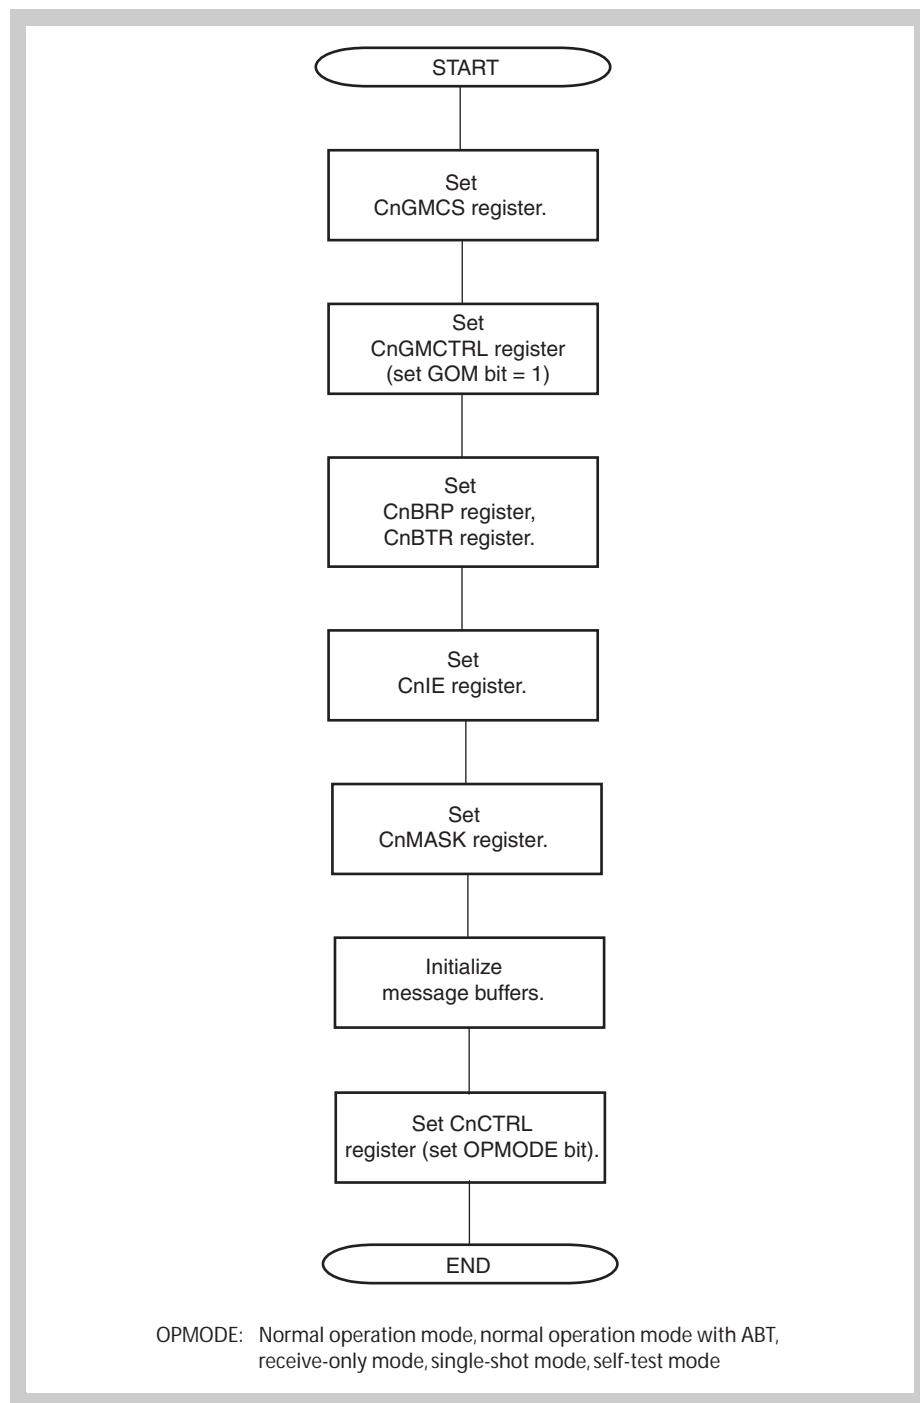 START
Set
CnGMCS register.
Set
CnGMCTRL register
(set GOM bit = 1)
Set
CnBRP register,
CnBTR register.
Set
CnIE register.
Set
CnMASK register.
Initialize
message buffers.
Set CnCTRL
register (set OPMODE bit).
END
OPMODE: Normal operation mode, normal operation mode with ABT,
receive-only mode, single-shot mode, self-test mode